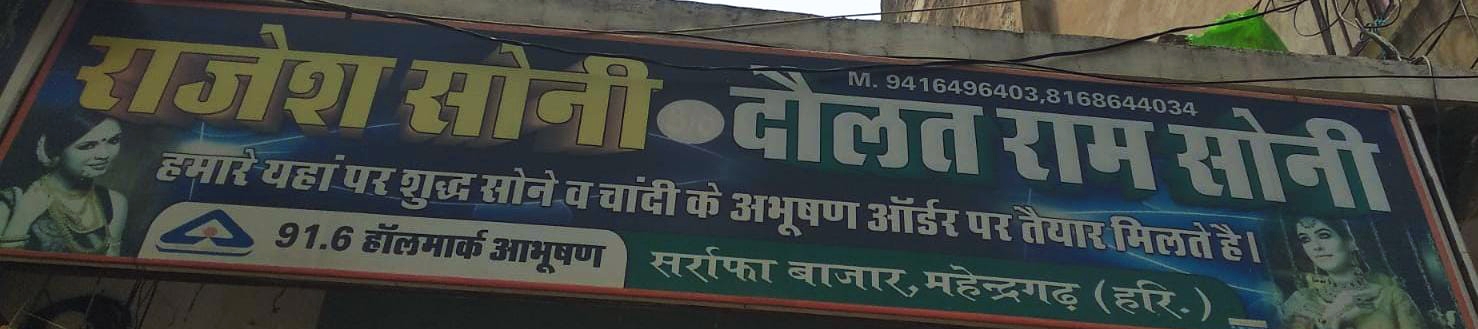 राजेश सोनी S/o दौलत राम सोनी
M. 9416496403,8168644034
हमारे यहां पर शुद्ध सोने व चांदी के अभूषण ऑर्डर पर तैयार मिलते है।
91.6 हॉलमार्क आभूषण
सर्राफा बाजार, महेन्द्रगढ़ (हरि.)